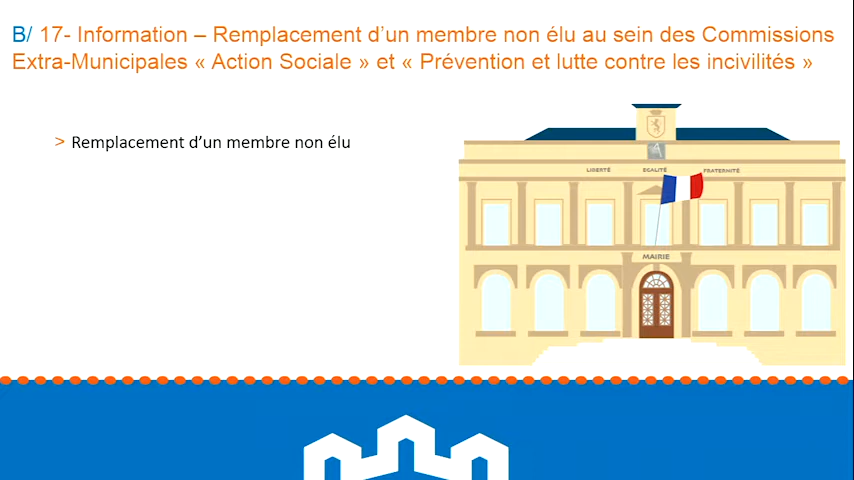 B/ 17- Information – Remplacement d’un membre non élu au sein des Commissions
Extra-Municipales « Action Sociale » et « Prévention et lutte contre les incivilités »
> Remplacement d’un membre non élu
LIBERTÉ EGALITÉ FRATERNITÉ
MAIRIE